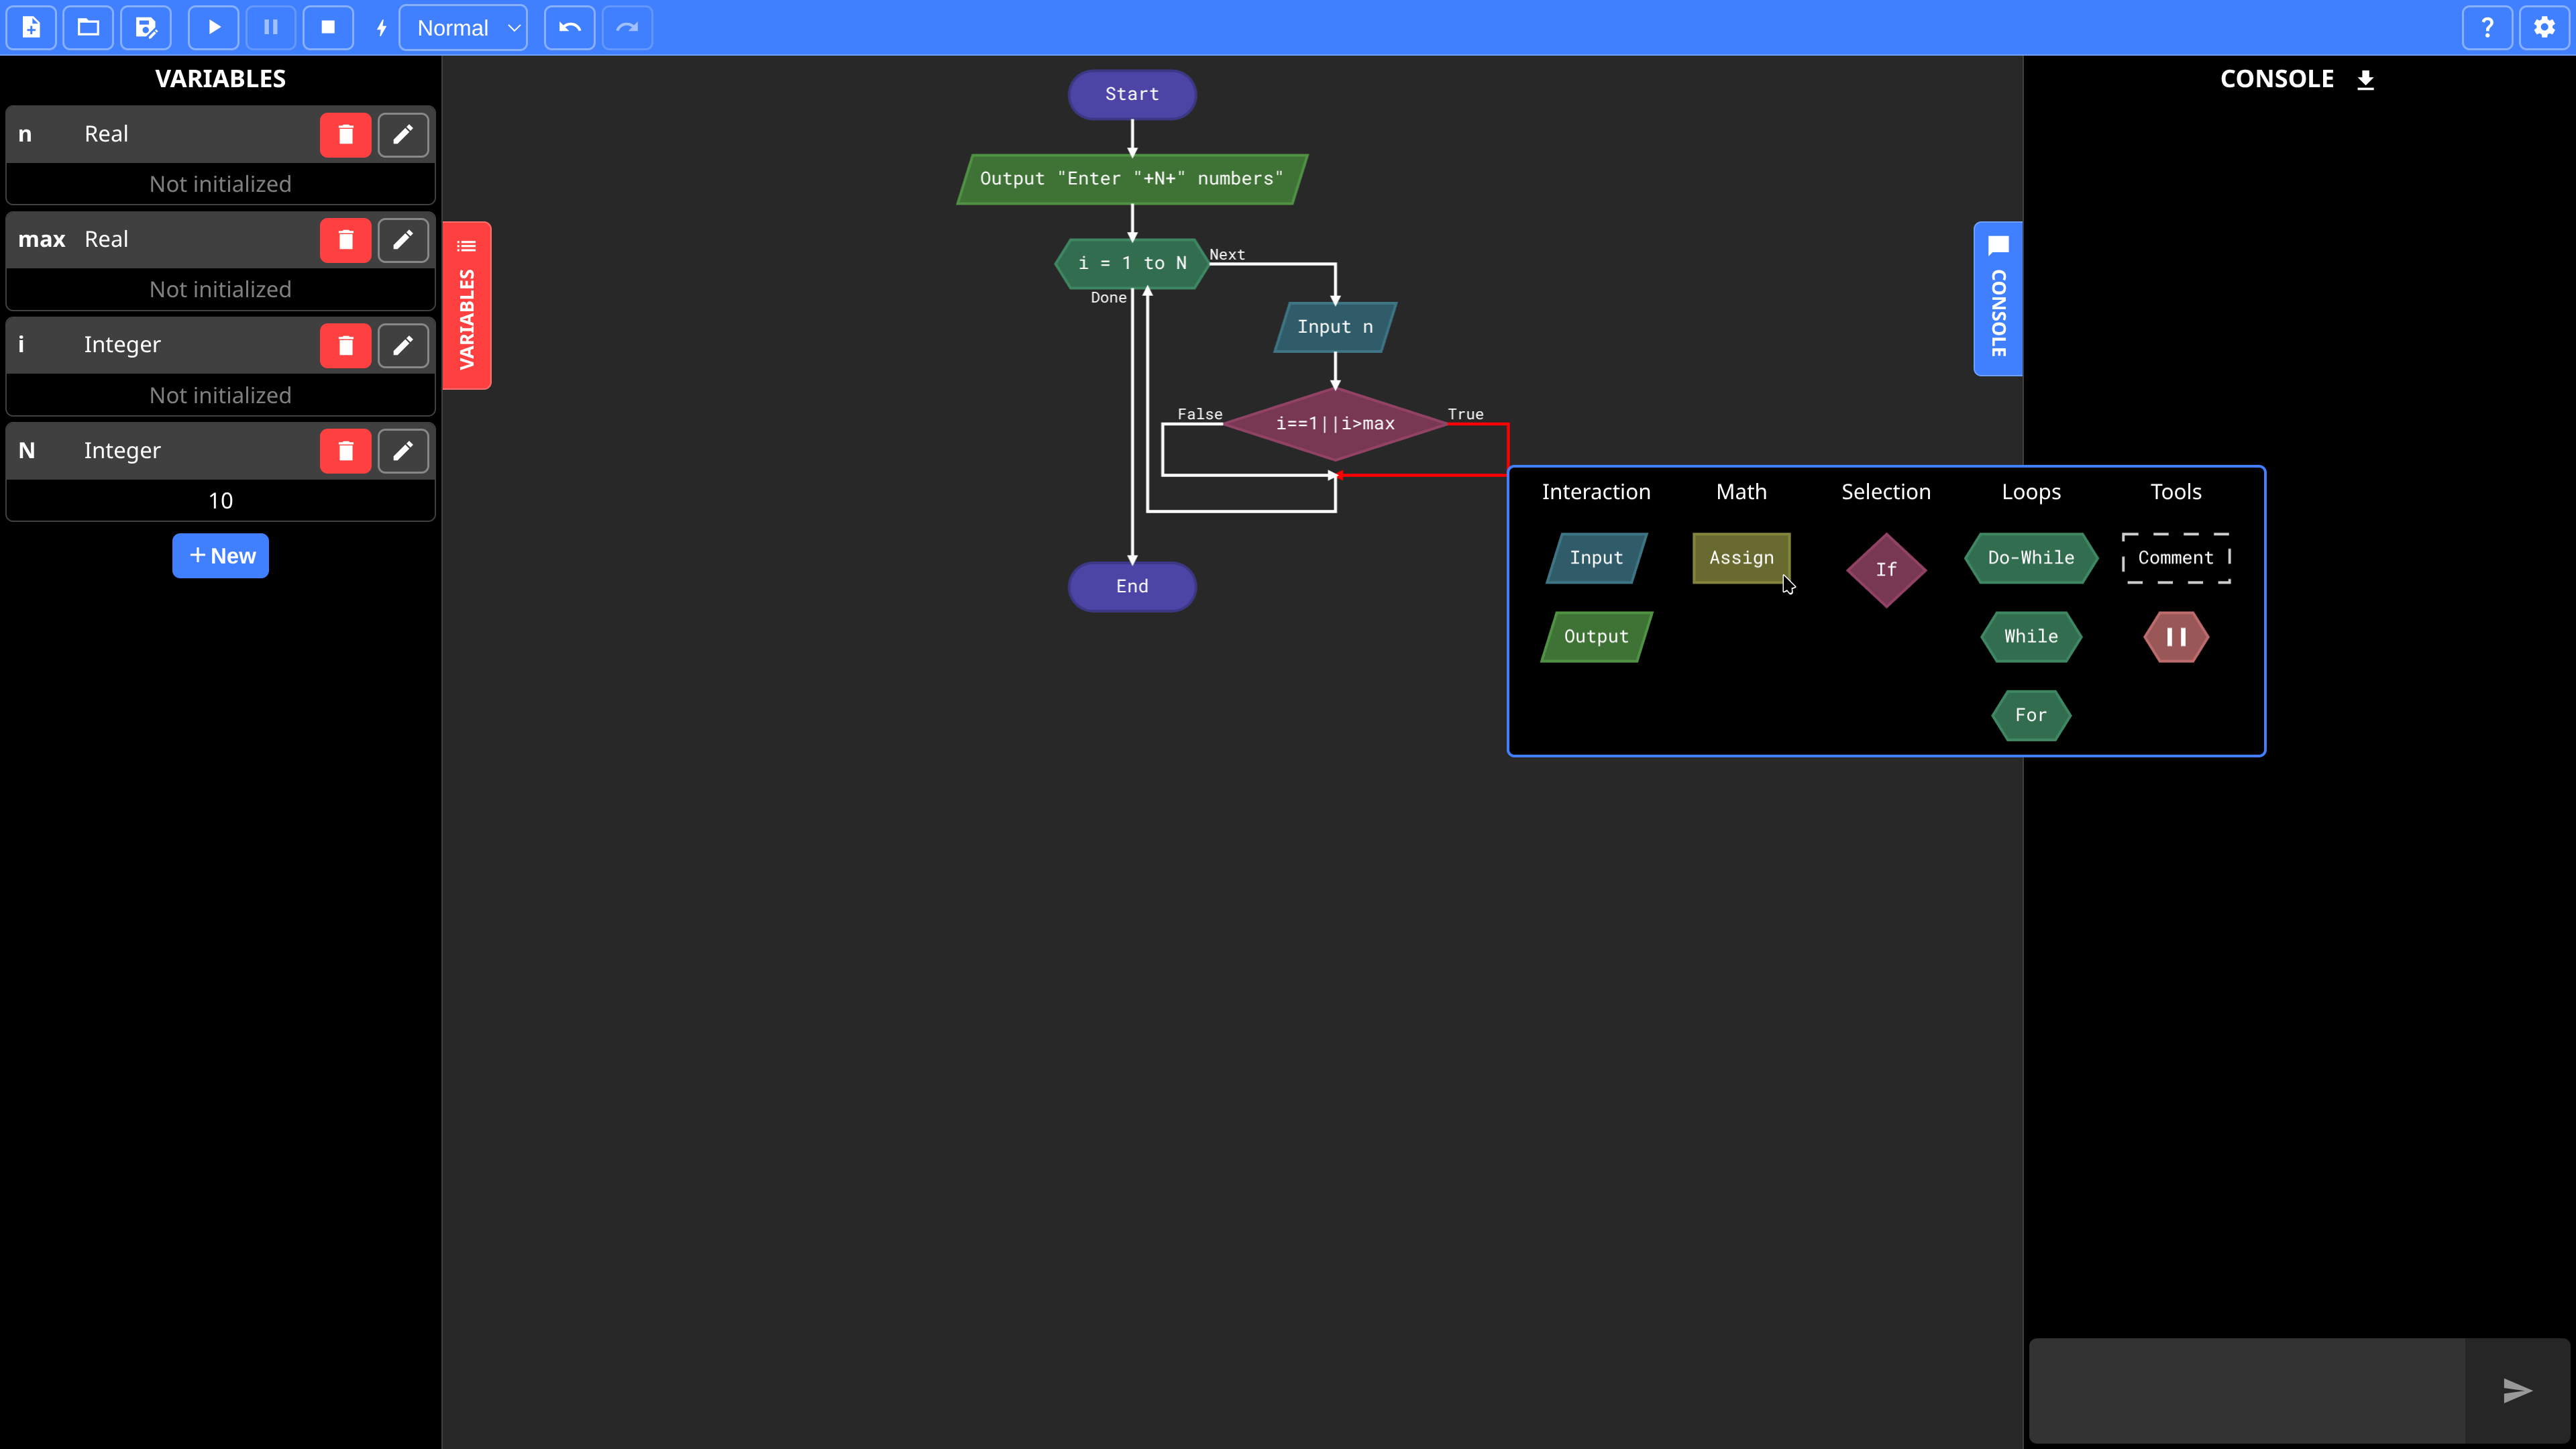 Normal
?
VARIABLES
n Real
Not initialized
max Real
Not initialized
i Integer
Not initialized
N Integer
10
+ New
VARIABLES
Start
Output "Enter "+N+" numbers"
i = 1 to N
Next
Done
Input n
False
i==1||i>max
True
End
Interaction Math Selection Loops Tools
Input Assign If Do-While Comment
Output While
For
CONSOLE
CONSOLE